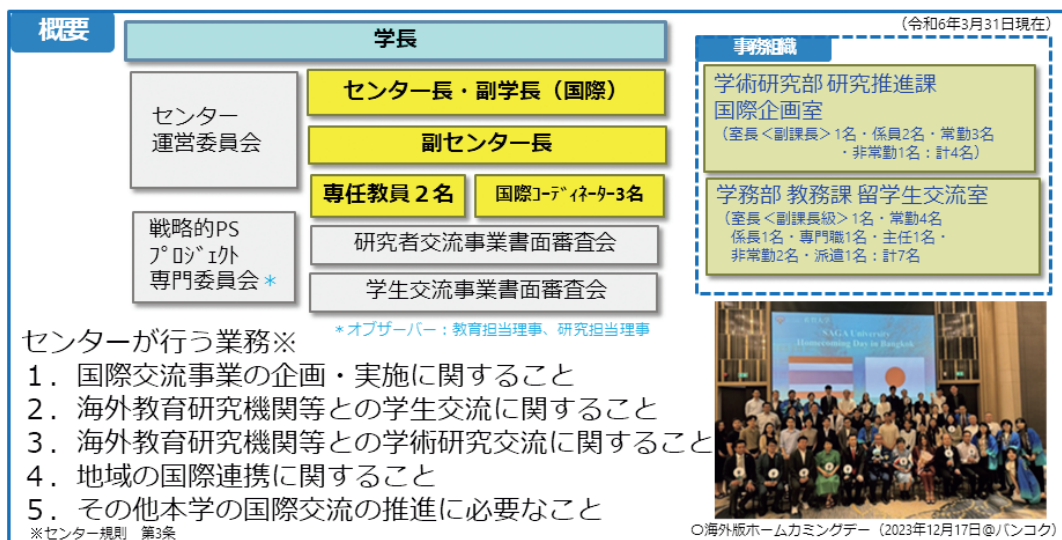 概要
(令和6年3月31日現在)
学長
センター
運営委員会
センター長・副学長(国際)
副センター長
専任教員2名
国際コーディネーター3名
戦略的PS
プロジェクト
専門委員会*
研究者交流事業書面審査会
学生交流事業書面審査会
*オブザーバー:教育担当理事、研究担当理事
事務組織
学術研究部 研究推進課
国際企画室
(室長<副課長>1名・係員2名・常勤3名
・非常勤1名:計4名)
学務部 教務課 留学生交流室
(室長<副課長級>1名・常勤4名
係長1名・専門職1名・主任1名・
非常勤2名・派遣1名:計7名)
センターが行う業務※
1.国際交流事業の企画・実施に関すること
2.海外教育研究機関等との学生交流に関すること
3.海外教育研究機関等との学術研究交流に関すること
4.地域の国際連携に関すること
5.その他本学の国際交流の推進に必要なこと
※センター規則 第3条
SAGA University
Homecoming Day in Bangkok
○海外版ホームカミングデー(2023年12月17日@バンコク)